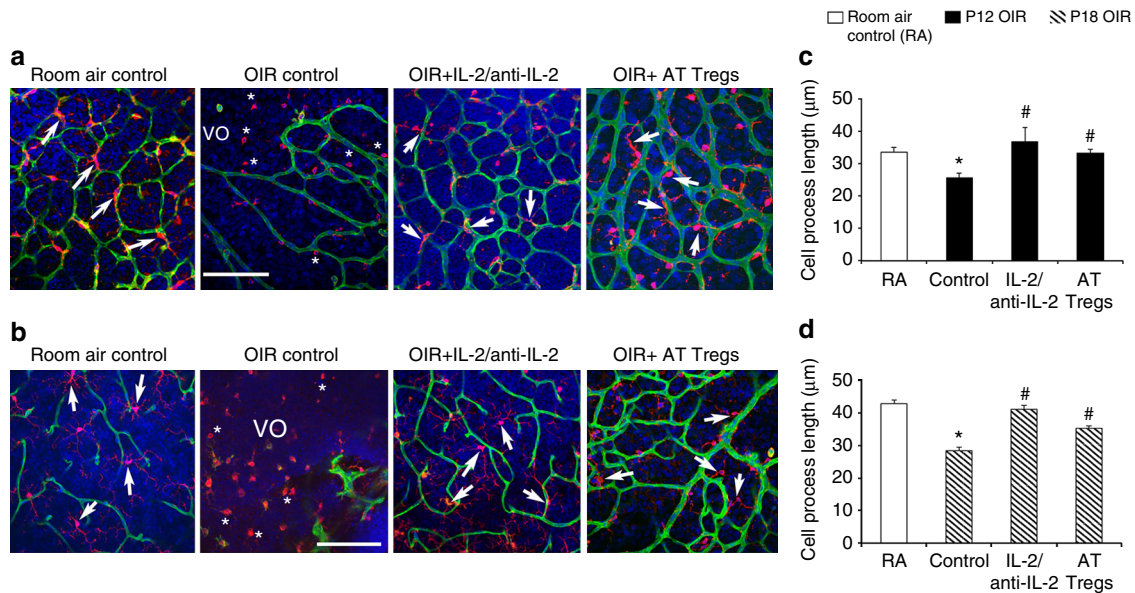 Room air control (RA)
P12 OIR
P18 OIR
a
Room air control
OIR control
OIR+IL-2/anti-IL-2
OIR+ AT Tregs
VO
*
*
*
*
*
*
b
Room air control
OIR control
OIR+IL-2/anti-IL-2
OIR+ AT Tregs
VO
*
*
*
*
*
*
c
Cell process length (μm)
50
40
30
20
10
0
*
#
#
RA
Control
IL-2/
anti-IL-2
AT
Tregs
d
Cell process length (μm)
50
40
30
20
10
0
*
#
#
RA
Control
IL-2/
anti-IL-2
AT
Tregs